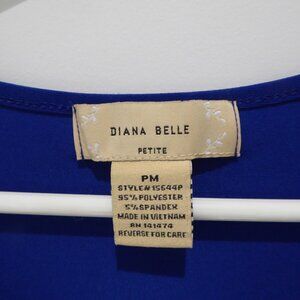 DIANA BELLE
PETITE
PM
STYLE# 15644P
95% POLYESTER
5% SPANDEX
MADE IN VIETNAM
RN 141474
REVERSE FOR CARE